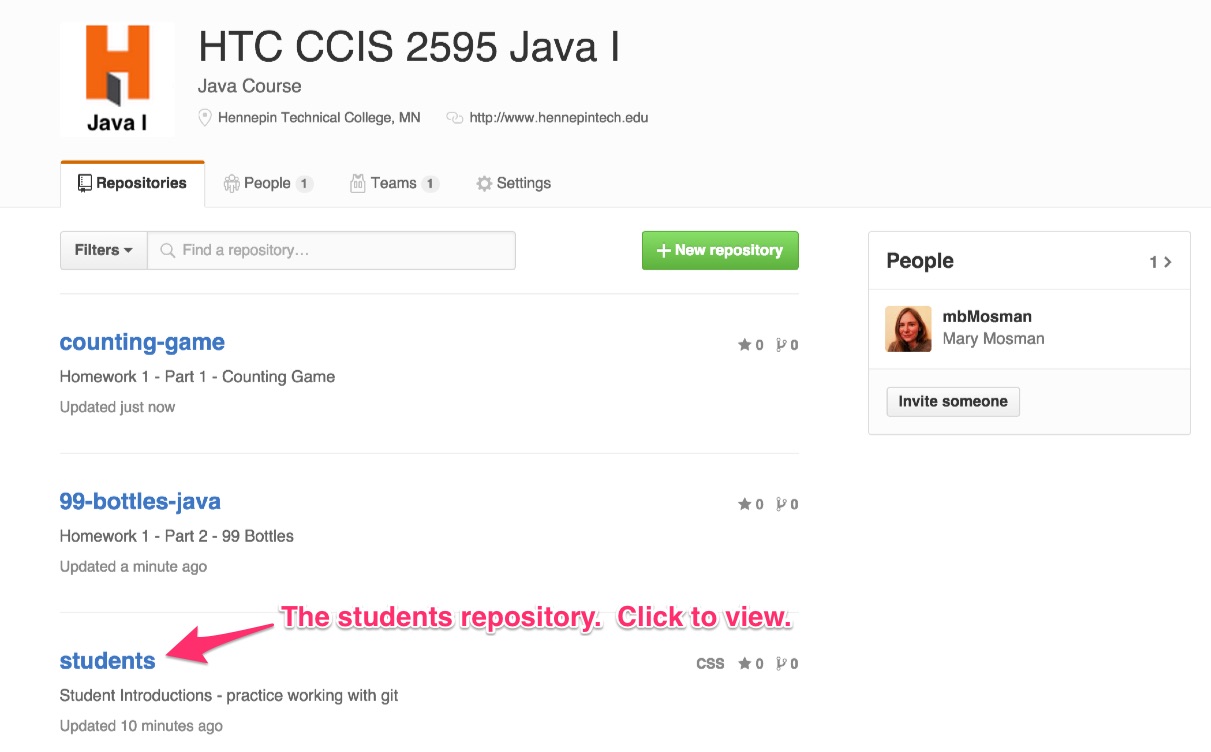 HTC CCIS 2595 Java I
Java Course
Java I
Hennepin Technical College, MN http://www.hennepintech.edu
Repositories People 1 Teams 1 Settings
Filters Find a repository… + New repository
People 1
mbMosman
Mary Mosman
Invite someone
counting-game 0 0
Homework 1 - Part 1 - Counting Game
Updated just now
99-bottles-java 0 0
Homework 1 - Part 2 - 99 Bottles
Updated a minute ago
The students repository. Click to view.
students CSS 0 0
Student Introductions - practice working with git
Updated 10 minutes ago